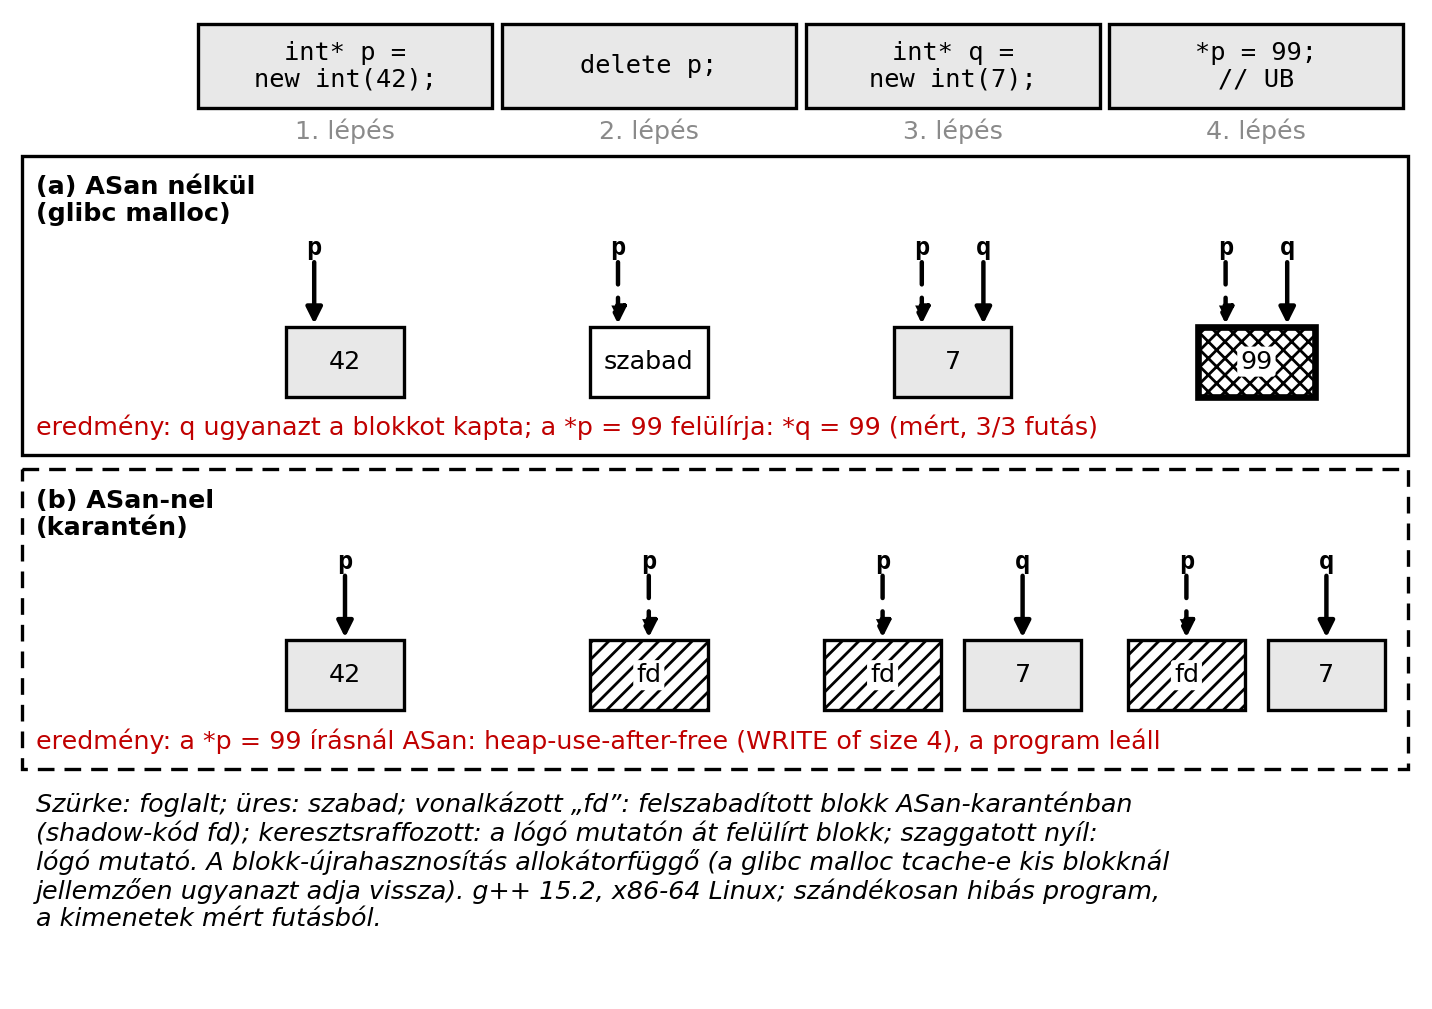 int* p =
new int(42);
delete p;
int* q =
new int(7);
*p = 99;
// UB
1. lépés
2. lépés
3. lépés
4. lépés
(a) ASan nélkül
(glibc malloc)
p
p
p q
p q
42
szabad
7
99
eredmény: q ugyanazt a blokkot kapta; a *p = 99 felülírja: *q = 99 (mért, 3/3 futás)
(b) ASan-nel
(karantén)
p
p
p q
p q
42
fd
fd 7
fd 7
eredmény: a *p = 99 írásnál ASan: heap-use-after-free (WRITE of size 4), a program leáll
Szürke: foglalt; üres: szabad; vonalkázott „fd”: felszabadított blokk ASan-karanténban
(shadow-kód fd); keresztsraffozott: a lógó mutatón át felülírt blokk; szaggatott nyíl:
lógó mutató. A blokk-újrahasznosítás allokátorfüggő (a glibc malloc tcache-e kis blokknál
jellemzően ugyanazt adja vissza). g++ 15.2, x86-64 Linux; szándékosan hibás program,
a kimenetek mért futásból.